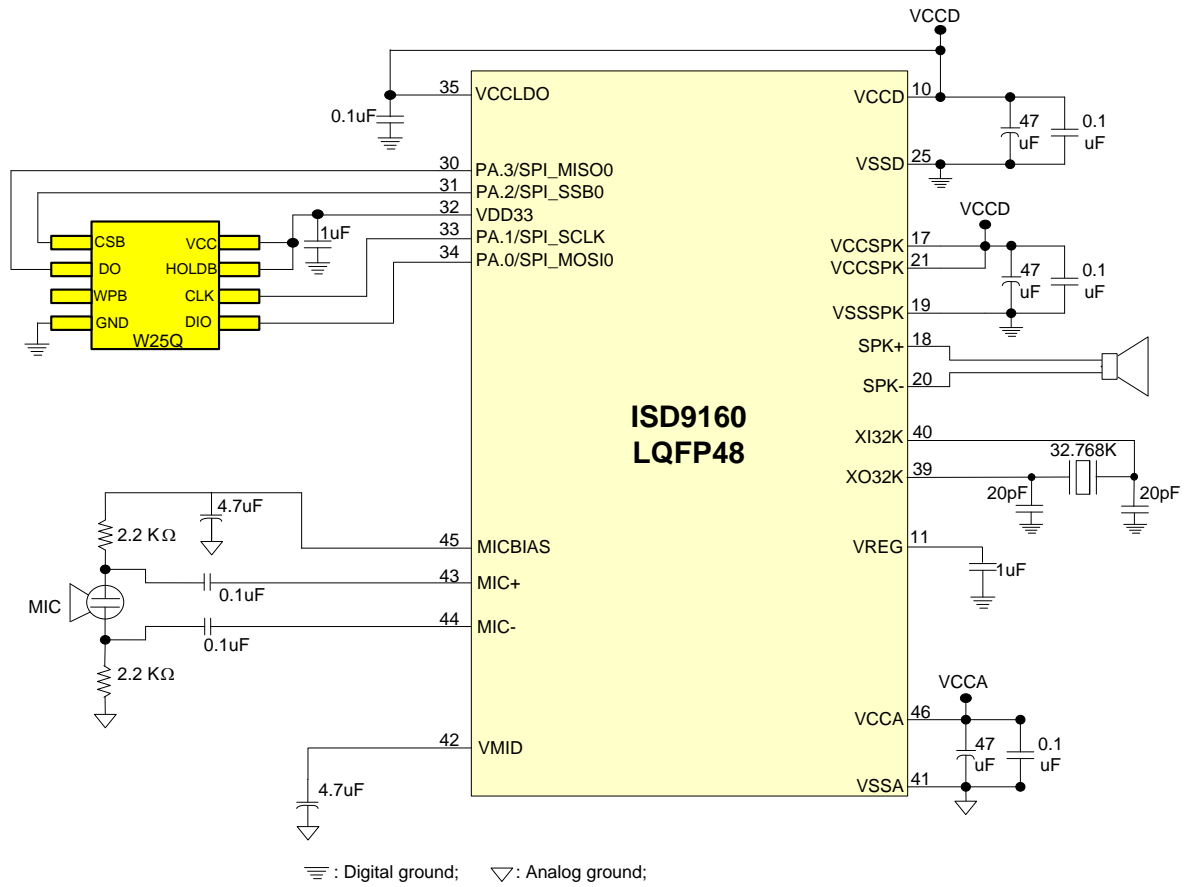 VCCD
35 VCCLDO
0.1uF
VCCD 10
47 uF
0.1 uF
VSSD 25
30 PA.3/SPI_MISO0
31 PA.2/SPI_SSB0
32 VDD33
33 PA.1/SPI_SCLK
34 PA.0/SPI_MOSI0
1uF
CSB VCC
DO HOLDB
WPB CLK
GND DIO
W25Q
VCCD
VCCSPK 17
VCCSPK 21
47 uF
0.1 uF
VSSSPK 19
SPK+ 18
SPK- 20
ISD9160
LQFP48
XI32K 40
32.768K
XO32K 39
20pF
20pF
VREG 11
1uF
4.7uF
2.2 KΩ
45 MICBIAS
43 MIC+
0.1uF
MIC
44 MIC-
0.1uF
2.2 KΩ
VCCA
VCCA 46
47 uF
0.1 uF
VSSA 41
42 VMID
4.7uF
: Digital ground; : Analog ground;